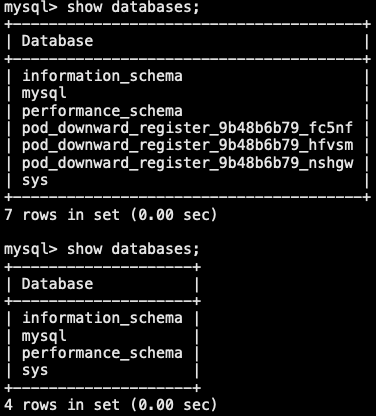 mysql> show databases;
+--------------------------------------+
| Database                             |
+--------------------------------------+
| information_schema                   |
| mysql                                |
| performance_schema                   |
| pod_downward_register_9b48b6b79_fc5nf |
| pod_downward_register_9b48b6b79_hfvsm |
| pod_downward_register_9b48b6b79_nshgw |
| sys                                  |
+--------------------------------------+
7 rows in set (0.00 sec)
mysql> show databases;
+--------------------+
| Database           |
+--------------------+
| information_schema |
| mysql              |
| performance_schema |
| sys                |
+--------------------+
4 rows in set (0.00 sec)